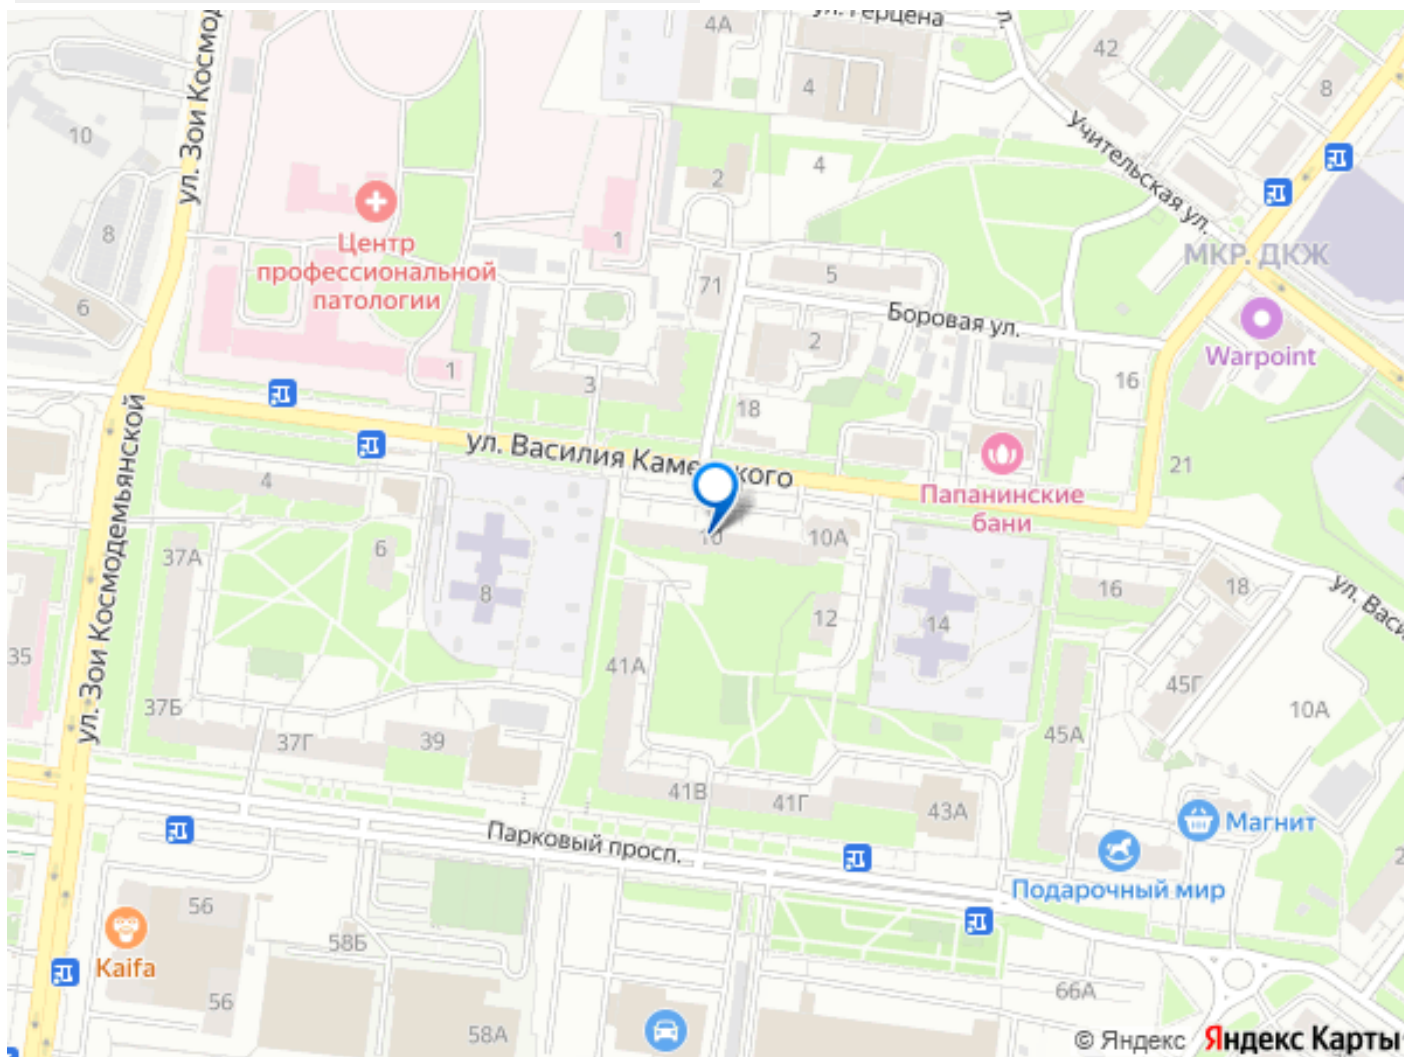 4А
ул. Герцена
ул.
42
ул. Зои Космод
4
8
10
Учительская ул.
4
2
Центр
профессиональной
патологии
8
1
МКР. ДКЖ
5
71
6
Боровая ул.
2
Warpoint
1
3
16
18
ул. Василия Каме
кого
21
4
Папанинские
бани
10А
37А
6
8
16
18
ул. Васи
12
14
ул. Зои Космодемьянской
35
41А
45Г
37Б
10А
37Г
39
45А
41В
41Г
43А
Магнит
Парковый просп.
Подарочный мир
56
58Б
Kaifa
66А
56
58А
© Яндекс Яндекс Карты